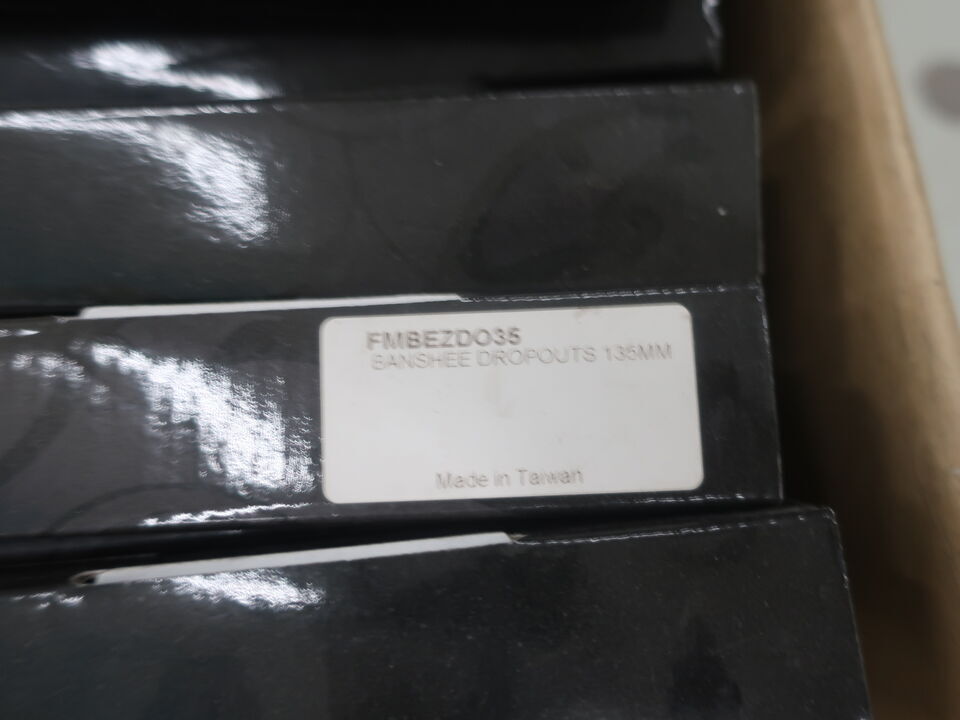 FMBEZDO35
BANSHEE DROPOUTS 135MM
Made in Taiwan